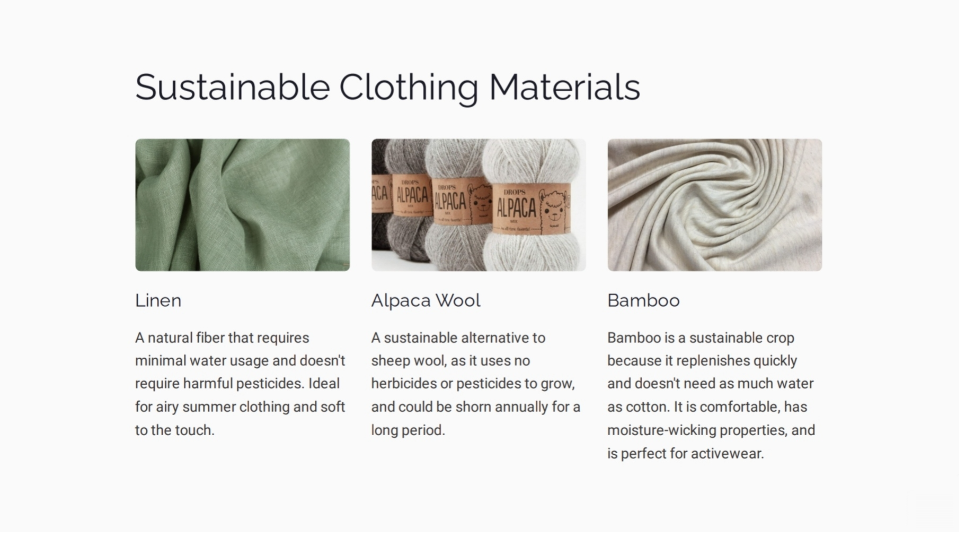 Sustainable Clothing Materials
ALPACA
DROPS
ALPACA
DROPS
ALPACA
DROPS
ALPACA
Linen
A natural fiber that requires
minimal water usage and doesn't
require harmful pesticides. Ideal
for airy summer clothing and soft
to the touch.
Alpaca Wool
A sustainable alternative to
sheep wool, as it uses no
herbicides or pesticides to grow,
and could be shorn annually for a
long period.
Bamboo
Bamboo is a sustainable crop
because it replenishes quickly
and doesn't need as much water
as cotton. It is comfortable, has
moisture-wicking properties, and
is perfect for activewear.